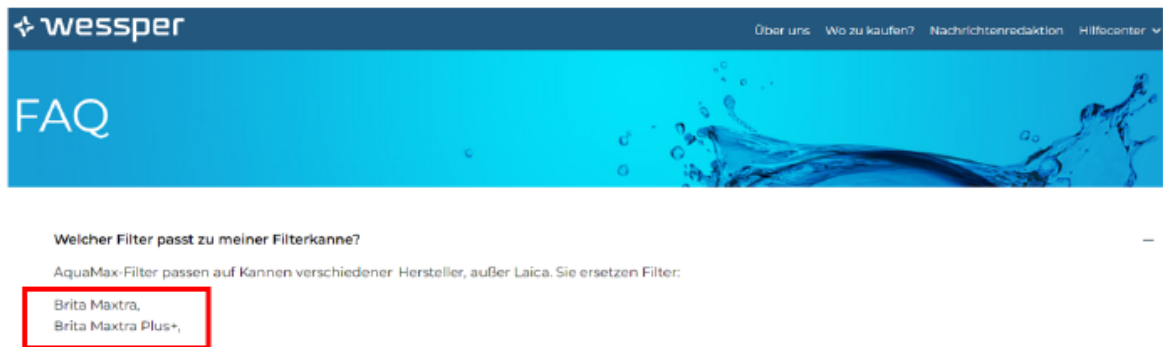 wessper
Über uns Wo zu kaufen? Nachrichtenredaktion Hilfecenter
FAQ
Welcher Filter passt zu meiner Filterkanne?
AquaMax-Filter passen auf Kannen verschiedener Hersteller, außer Laica. Sie ersetzen Filter:
Brita Maxtra,
Brita Maxtra Plus+,